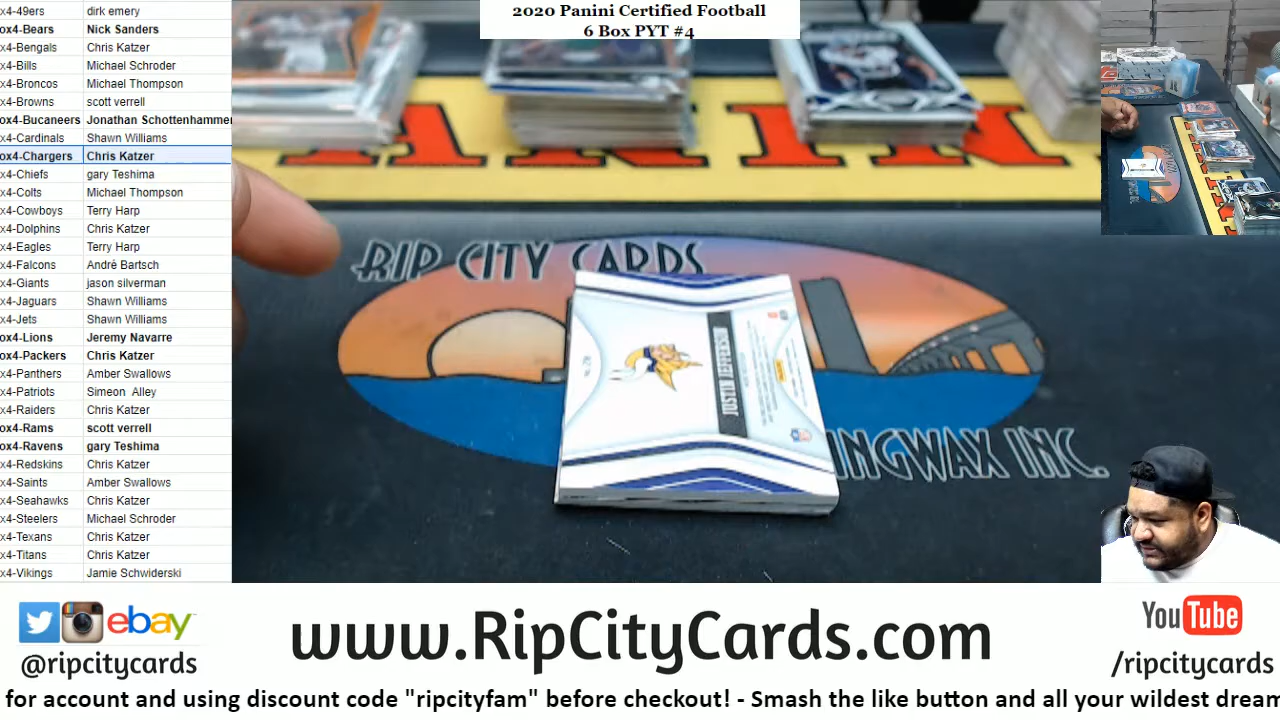 2020 Panini Certified Football
6 Box PYT #4
x4-49ers dirk emery
ox4-Bears Nick Sanders
x4-Bengals Chris Katzer
x4-Bills Michael Schroder
x4-Broncos Michael Thompson
x4-Browns scott verrell
ox4-Bucaneers Jonathan Schottenhammer
x4-Cardinals Shawn Williams
ox4-Chargers Chris Katzer
x4-Chiefs gary Teshima
x4-Colts Michael Thompson
x4-Cowboys Terry Harp
x4-Dolphins Chris Katzer
x4-Eagles Terry Harp
x4-Falcons Andrè Bartsch
x4-Giants jason silverman
x4-Jaguars Shawn Williams
x4-Jets Shawn Williams
ox4-Lions Jeremy Navarre
ox4-Packers Chris Katzer
x4-Panthers Amber Swallows
x4-Patriots Simeon Alley
x4-Raiders Chris Katzer
ox4-Rams scott verrell
ox4-Ravens gary Teshima
x4-Redskins Chris Katzer
x4-Saints Amber Swallows
x4-Seahawks Chris Katzer
x4-Steelers Michael Schroder
x4-Texans Chris Katzer
x4-Titans Chris Katzer
x4-Vikings Jamie Schwiderski
ANINI
RIP CITY CARDS
JUSTIN JEFFERSON
INGWAX INC.
ebay
@ripcitycards
www.RipCityCards.com
YouTube
/ripcitycards
for account and using discount code "ripcityfam" before checkout! - Smash the like button and all your wildest dream